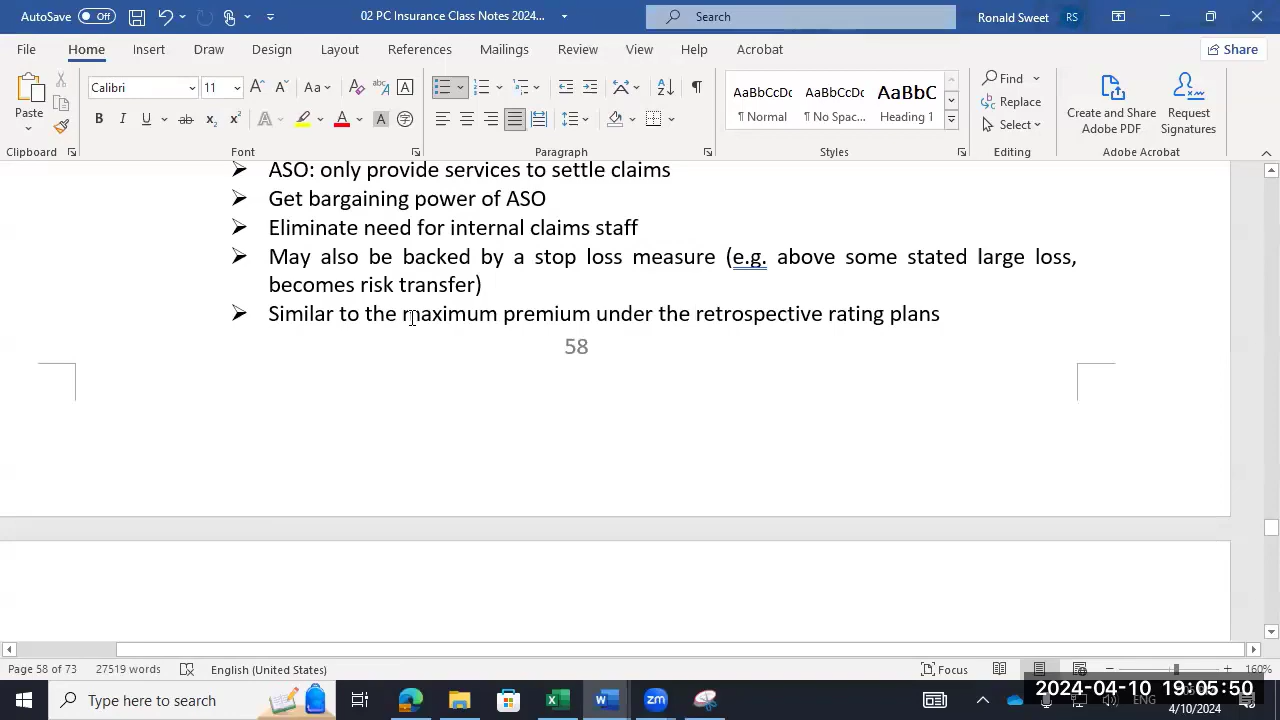 AutoSave Off 02 PC Insurance Class Notes 2024... Search Ronald Sweet RS
File Home Insert Draw Design Layout References Mailings Review View Help Acrobat Share
Paste
Calibri 11 Aa
AaBbCcDc AaBbCcDc AaBbC
¶ Normal ¶ No Spac... Heading 1
Find
Replace
Select
Create and Share Adobe PDF
Request Signatures
Clipboard Font Paragraph Styles Editing Adobe Acrobat
➤ ASO: only provide services to settle claims
➤ Get bargaining power of ASO
➤ Eliminate need for internal claims staff
➤ May also be backed by a stop loss measure (e.g. above some stated large loss,
becomes risk transfer)
➤ Similar to the maximum premium under the retrospective rating plans
58
Page 58 of 73 27519 words English (United States) Focus 160%
Type here to search
2024-04-10 19:05:50
4/10/2024